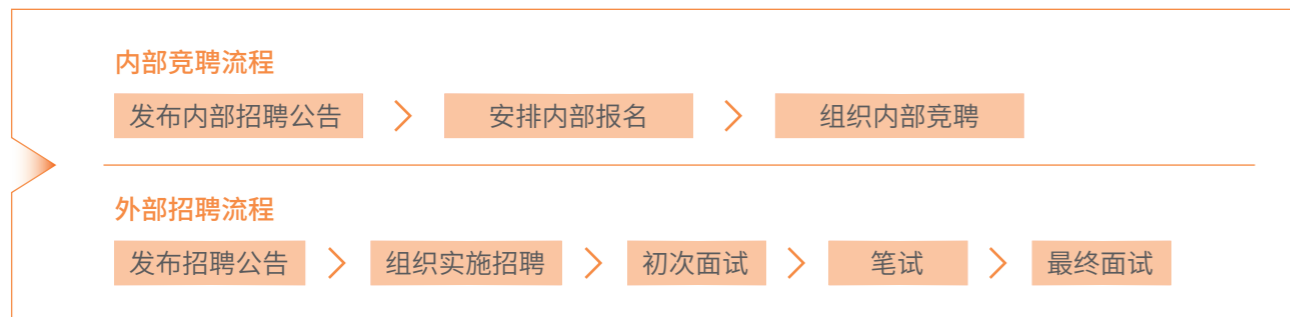 内部竞聘流程
发布内部招聘公告 安排内部报名 组织内部竞聘
外部招聘流程
发布招聘公告 组织实施招聘 初次面试 笔试 最终面试